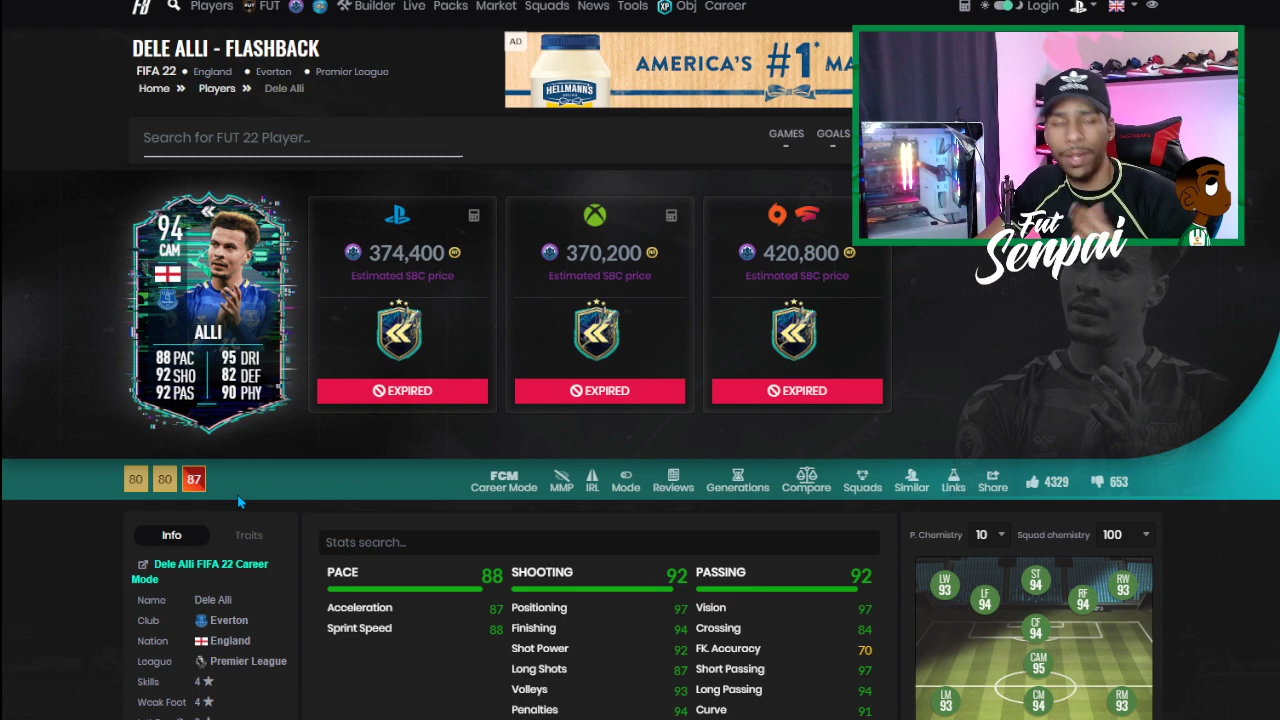 F8 Players FUT Builder Live Packs Market Squads News Tools XP Obj Career Login
DELE ALLI - FLASHBACK
FIFA 22 • England • Everton • Premier League
Home » Players » Dele Alli
AD
HELLMANN'S
AMERICA'S #1* MA
Search for FUT 22 Player...
GAMES
-
GOALS
-
Fut Senpai
94
CAM
ALLI
88 PAC 95 DRI
92 SHO 82 DEF
92 PAS 90 PHY
374,400
Estimated SBC price
EXPIRED
370,200
Estimated SBC price
EXPIRED
420,800
Estimated SBC price
EXPIRED
80 80 87
FCM
Career Mode MMP IRL Mode Reviews Generations Compare Squads Similar Links Share 4329 653
Info Traits
Dele Alli FIFA 22 Career
Mode
Name Dele Alli
Club Everton
Nation England
League Premier League
Skills 4★
Weak Foot 4★
Stats search...
PACE 88
Acceleration 87
Sprint Speed 88
SHOOTING 92
Positioning 97
Finishing 94
Shot Power 92
Long Shots 87
Volleys 93
Penalties 94
PASSING 92
Vision 97
Crossing 84
FK. Accuracy 70
Short Passing 97
Long Passing 94
Curve 91
P. Chemistry 10 Squad chemistry 100
LW
93
LF
94
ST
94
RF
94
RW
93
CF
94
CAM
95
LM
93
CM
94
RM
93